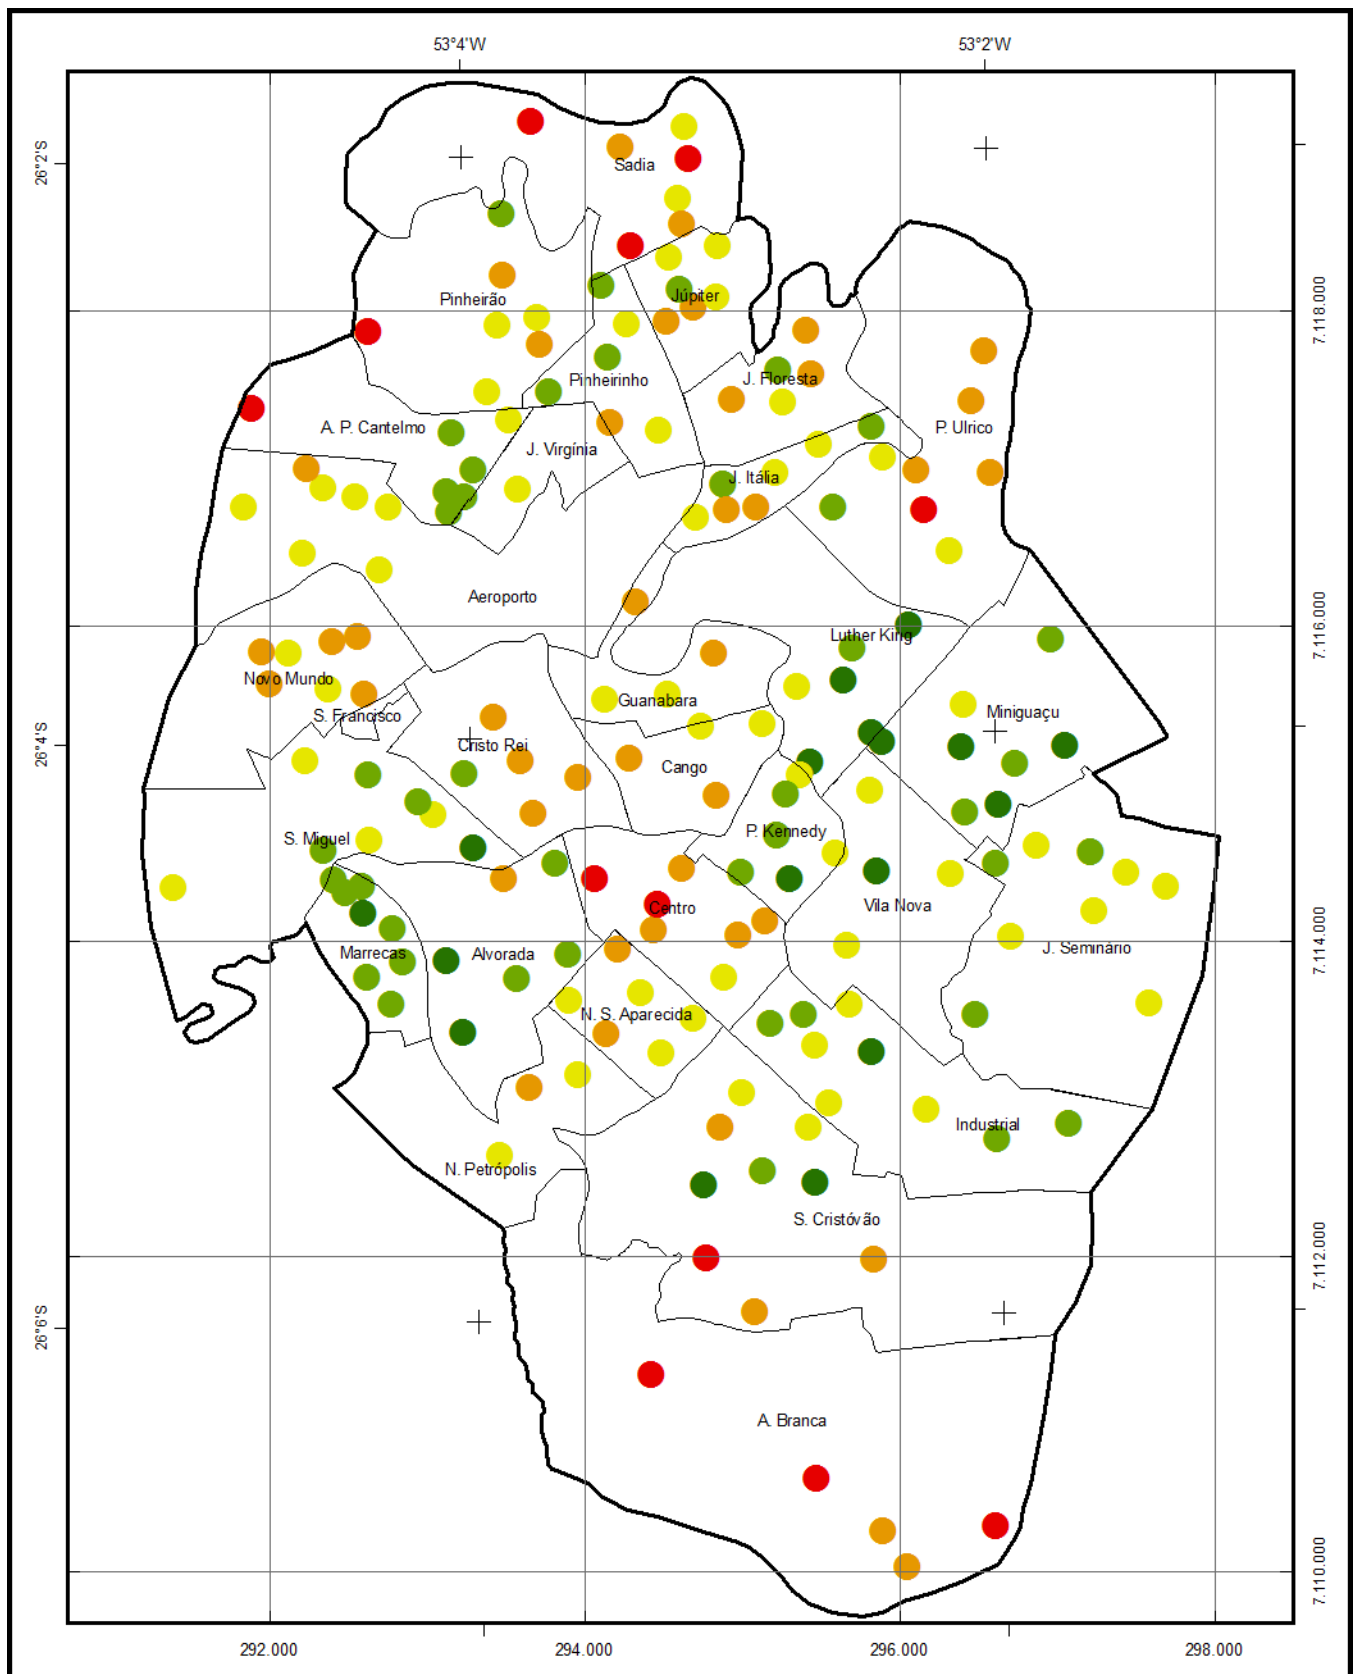 53°4'W
53°2'W
26°2'S
Sadia
Pinheirão
Júpiter
7.118.000
Pinheirinho
J. Floresta
A. P. Cantelmo
P. Ulrico
J. Virgínia
J. Itália
Aeroporto
Luther King
7.116.000
Novo Mundo
Guanabara
S. Francisco
Miniguaçu
26°4'S
Cristo Rei
Cango
S. Miguel
P. Kennedy
Centro
Vila Nova
Marrecas
Alvorada
J. Seminário
7.114.000
N. S. Aparecida
Industrial
N. Petrópolis
S. Cristóvão
7.112.000
26°6'S
A. Branca
7.110.000
292.000
294.000
296.000
298.000